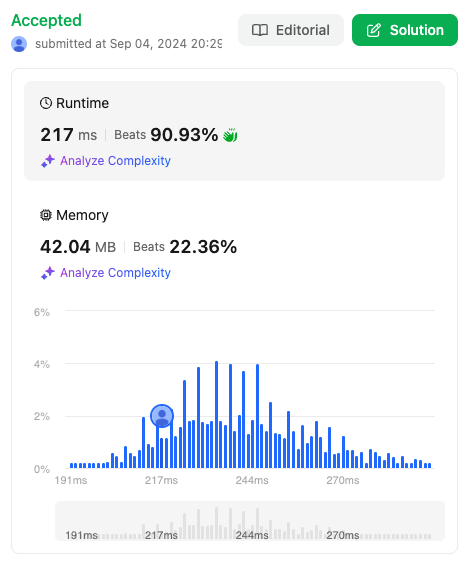 Accepted
submitted at Sep 04, 2024 20:29
Editorial
Solution
Runtime
217 ms Beats 90.93%
Analyze Complexity
Memory
42.04 MB Beats 22.36%
Analyze Complexity
6%
4%
2%
0%
191ms 217ms 244ms 270ms
191ms 217ms 244ms 270ms